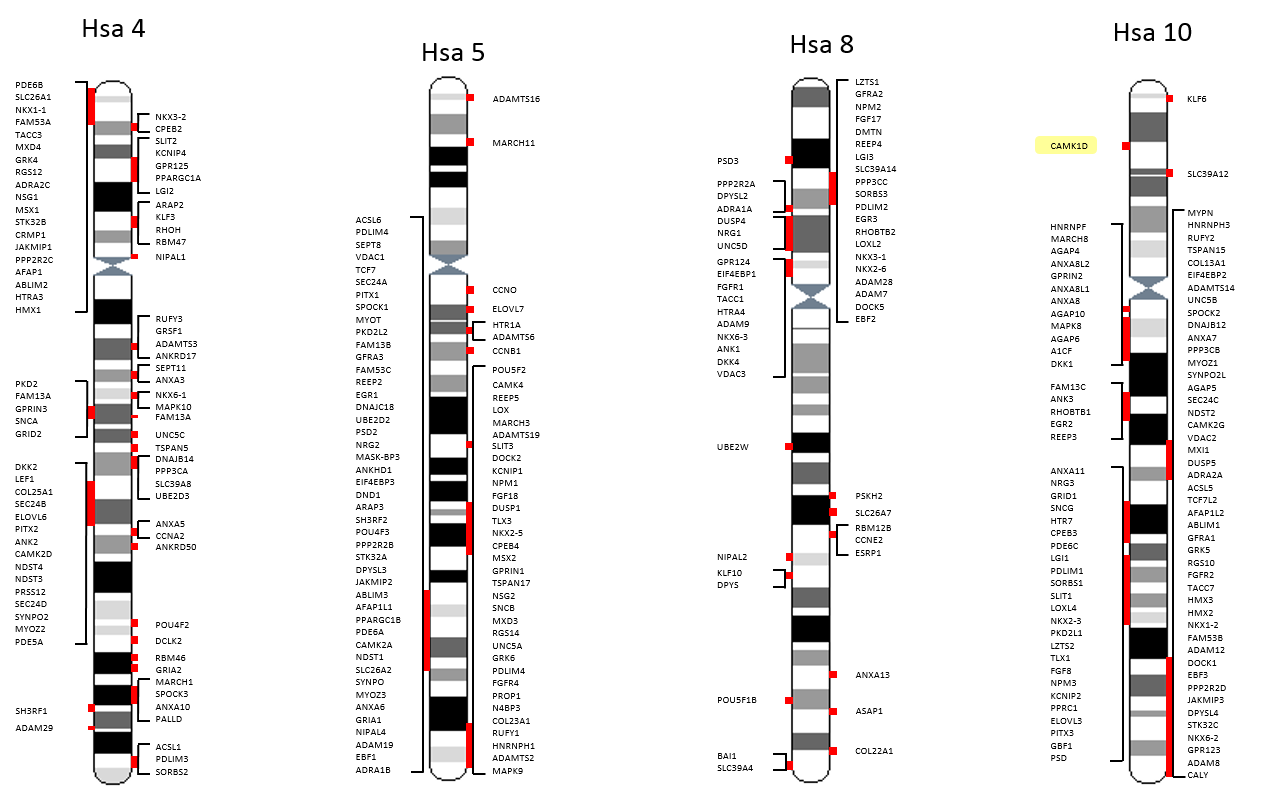 Hsa 4
PDE6B
SLC26A1
NKX1-1
FAM53A
TACC3
MXD4
GRK4
RGS12
ADRA2C
NSG1
MSX1
STK32B
CRMP1
JAKMIP1
PPP2R2C
AFAP1
ABLIM2
HTRA3
HMX1
PKD2
FAM13A
GPRIN3
SNCA
GRID2
DKK2
LEF1
COL25A1
SEC24B
ELOVL6
PITX2
ANK2
CAMK2D
NDST4
NDST3
PRSS12
SEC24D
SYNPO2
MYOZ2
PDE5A
SH3RF1
ADAM29
NKX3-2
CPEB2
SLIT2
KCNIP4
GPR125
PPARGC1A
LGI2
ARAP2
KLF3
RHOH
RBM47
NIPAL1
RUFY3
GRSF1
ADAMTS3
ANKRD17
SEPT11
ANXA3
NKX6-1
MAPK10
FAM13A
UNC5C
TSPAN5
DNAJB14
PPP3CA
SLC39A8
UBE2D3
ANXA5
CCNA2
ANKRD50
POU4F2
DCLK2
RBM46
GRIA2
MARCH1
SPOCK3
ANXA10
PALLD
ACSL1
PDLIM3
SORBS2
Hsa 5
ACSL6
PDLIM4
SEPT8
VDAC1
TCF7
SEC24A
PITX1
SPOCK1
MYOT
PKD2L2
FAM13B
GFRA3
FAM53C
REEP2
EGR1
DNAJC18
UBE2D2
PSD2
NRG2
MASK-BP3
ANKHD1
EIF4EBP3
DND1
ARAP3
SH3RF2
POU4F3
PPP2R2B
STK32A
DPYSL3
JAKMIP2
ABLIM3
AFAP1L1
PPARGC1B
PDE6A
CAMK2A
NDST1
SLC26A2
SYNPO
MYOZ3
ANXA6
GRIA1
NIPAL4
ADAM19
EBF1
ADRA1B
ADAMTS16
MARCH11
CCNO
ELOVL7
HTR1A
ADAMTS6
CCNB1
POU5F2
CAMK4
REEP5
LOX
MARCH3
ADAMTS19
SLIT3
DOCK2
KCNIP1
NPM1
FGF18
DUSP1
TLX3
NKX2-5
CPEB4
MSX2
GPRIN1
TSPAN17
NSG2
SNCB
MXD3
RGS14
UNC5A
GRK6
PDLIM4
FGFR4
PROP1
N4BP3
COL23A1
RUFY1
HNRNPH1
ADAMTS2
MAPK9
Hsa 8
PSD3
PPP2R2A
DPYSL2
ADRA1A
DUSP4
NRG1
UNC5D
GPR124
EIF4EBP1
FGFR1
TACC1
HTRA4
ADAM9
NKX6-3
ANK1
DKK4
VDAC3
UBE2W
NIPAL2
KLF10
DPYS
POU5F1B
BAI1
SLC39A4
LZTS1
GFRA2
NPM2
FGF17
DMTN
REEP4
LGI3
SLC39A14
PPP3CC
SORBS3
PDLIM2
EGR3
RHOBTB2
LOXL2
NKX3-1
NKX2-6
ADAM28
ADAM7
DOCK5
EBF2
PSKH2
SLC26A7
RBM12B
CCNE2
ESRP1
ANXA13
ASAP1
COL22A1
Hsa 10
CAMK1D
HNRNPF
MARCH8
AGAP4
ANXA8L2
GPRIN2
ANXA8L1
ANXA8
AGAP10
MAPK8
AGAP6
A1CF
DKK1
FAM13C
ANK3
RHOBTB1
EGR2
REEP3
ANXA11
NRG3
GRID1
SNCG
HTR7
CPEB3
PDE6C
LGI1
PDLIM1
SORBS1
SLIT1
LOXL4
NKX2-3
PKD2L1
LZTS2
TLX1
FGF8
NPM3
KCNIP2
PPRC1
ELOVL3
PITX3
GBF1
PSD
KLF6
SLC39A12
MYPN
HNRNPH3
RUFY2
TSPAN15
COL13A1
EIF4EBP2
ADAMTS14
UNC5B
SPOCK2
DNAJB12
ANXA7
PPP3CB
MYOZ1
SYNPO2L
AGAP5
SEC24C
NDST2
CAMK2G
VDAC2
MXI1
DUSP5
ADRA2A
ACSL5
TCF7L2
AFAP1L2
ABLIM1
GFRA1
GRK5
RGS10
FGFR2
TACC7
HMX3
HMX2
NKX1-2
FAM53B
ADAM12
DOCK1
EBF3
PPP2R2D
JAKMIP3
DPYSL4
STK32C
NKX6-2
GPR123
ADAM8
CALY